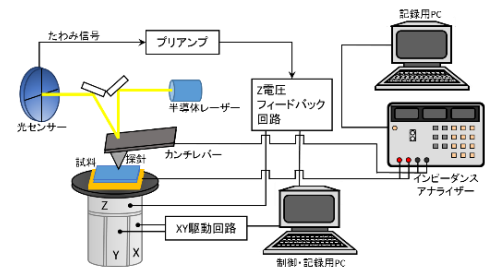 記録用PC
たわみ信号
プリアンプ
Z電圧
フィードバック
回路
半導体レーザー
光センサー
カンチレバー
試料
探針
インピーダンス
アナライザー
Z
XY駆動回路
Y
X
制御・記録用PC